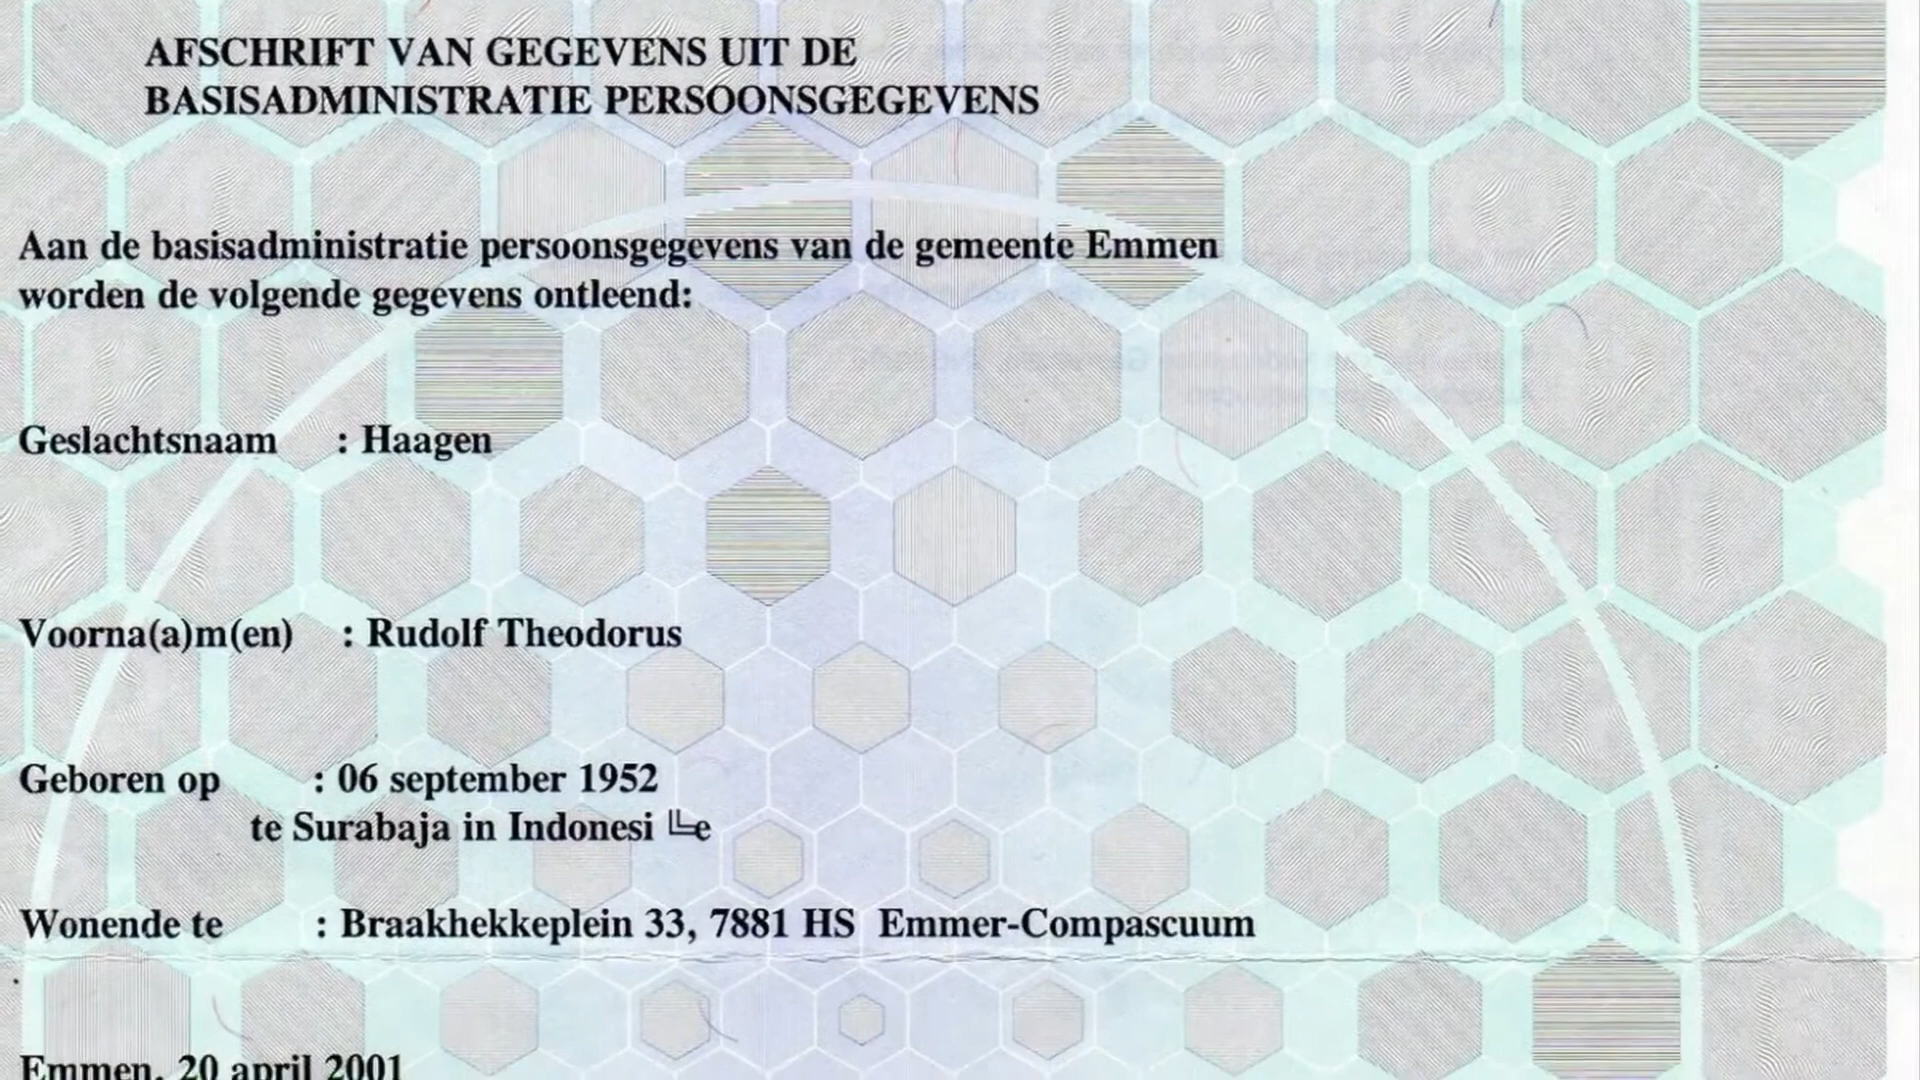 AFSCHRIFT VAN GEGEVENS UIT DE
BASISADMINISTRATIE PERSOONSGEGEVENS
Aan de basisadministratie persoonsgegevens van de gemeente Emmen
worden de volgende gegevens ontleend:
Geslachtsnaam : Haagen
Voorna(a)m(en) : Rudolf Theodorus
Geboren op : 06 september 1952
te Surabaja in Indonesi ╚e
Wonende te : Braakhekkeplein 33, 7881 HS Emmer-Compascuum
Emmen, 20 april 2001